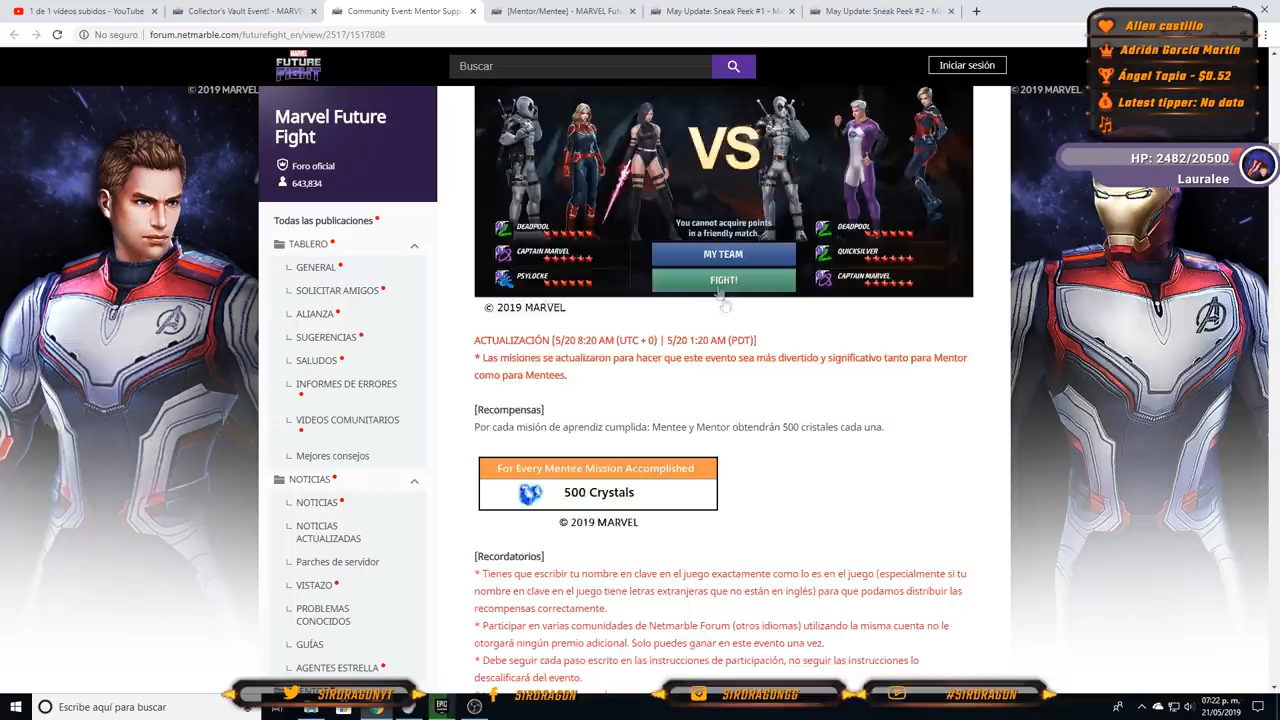 1 de 1 vídeos subidos - YouTube
Collector's Vault Event! - MARVE
Community Event: Mentor Supp
[Mentor/Mentee] - MARVEL Futu
May Update: Sneak Peek #1 - M
May Update: Sneak Peek #2 - M
No seguro
forum.netmarble.com/futurefight_en/view/2517/1517808
Allen castillo
Adrián García Martín
Ángel Tapia - $0.52
Latest tipper: No data
HP: 2482/20500
Lauralee
MARVEL
FUTURE
FIGHT
Buscar
Iniciar sesión
© 2019 MARVEL
© 2019 MARVEL
Marvel Future
Fight
Foro oficial
643,834
Todas las publicaciones
TABLERO
GENERAL
SOLICITAR AMIGOS
ALIANZA
SUGERENCIAS
SALUDOS
INFORMES DE ERRORES
VIDEOS COMUNITARIOS
Mejores consejos
NOTICIAS
NOTICIAS
NOTICIAS
ACTUALIZADAS
Parches de servidor
VISTAZO
PROBLEMAS
CONOCIDOS
GUÍAS
AGENTES ESTRELLA
VS
You cannot acquire points
in a friendly match.
DEADPOOL
CAPTAIN MARVEL
PSYLOCKE
MY TEAM
FIGHT!
DEADPOOL
QUICKSILVER
CAPTAIN MARVEL
© 2019 MARVEL
ACTUALIZACIÓN [5/20 8:20 AM (UTC + 0) | 5/20 1:20 AM (PDT)]
* Las misiones se actualizaron para hacer que este evento sea más divertido y significativo tanto para Mentor
como para Mentees.
[Recompensas]
Por cada misión de aprendiz cumplida: Mentee y Mentor obtendrán 500 cristales cada una.
For Every Mentee Mission Accomplished
500 Crystals
© 2019 MARVEL
[Recordatorios]
* Tienes que escribir tu nombre en clave en el juego exactamente como lo es en el juego (especialmente si tu
nombre en clave en el juego tiene letras extranjeras que no están en inglés) para que podamos distribuir las
recompensas correctamente.
* Participar en varias comunidades de Netmarble Forum (otros idiomas) utilizando la misma cuenta no le
otorgará ningún premio adicional. Solo puedes ganar en este evento una vez.
* Debe seguir cada paso escrito en las instrucciones de participación, no seguir las instrucciones lo
descalificará del evento.
SIRDRAGONYT
SIRDRAGON
SIRDRAGONGG
#SIRDRAGON
Escribe aquí para buscar
EPIC
07:22 p. m.
21/05/2019